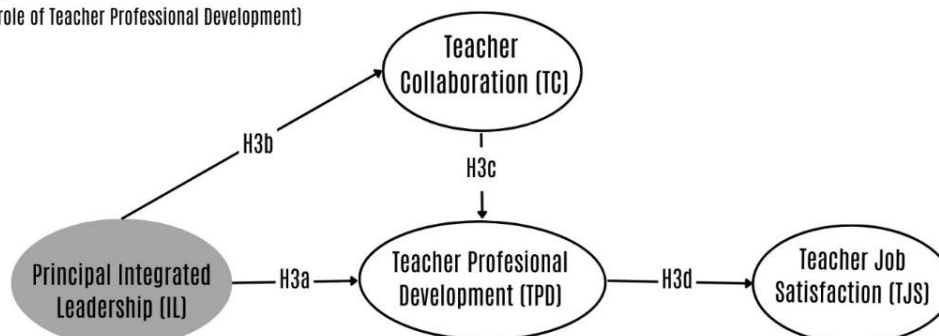 role of Teacher Professional Development)
Teacher
Collaboration (TC)
H3b
H3c
Principal Integrated
Leadership (IL)
H3a
Teacher Profesional
Development (TPD)
H3d
Teacher Job
Satisfaction (TJS)